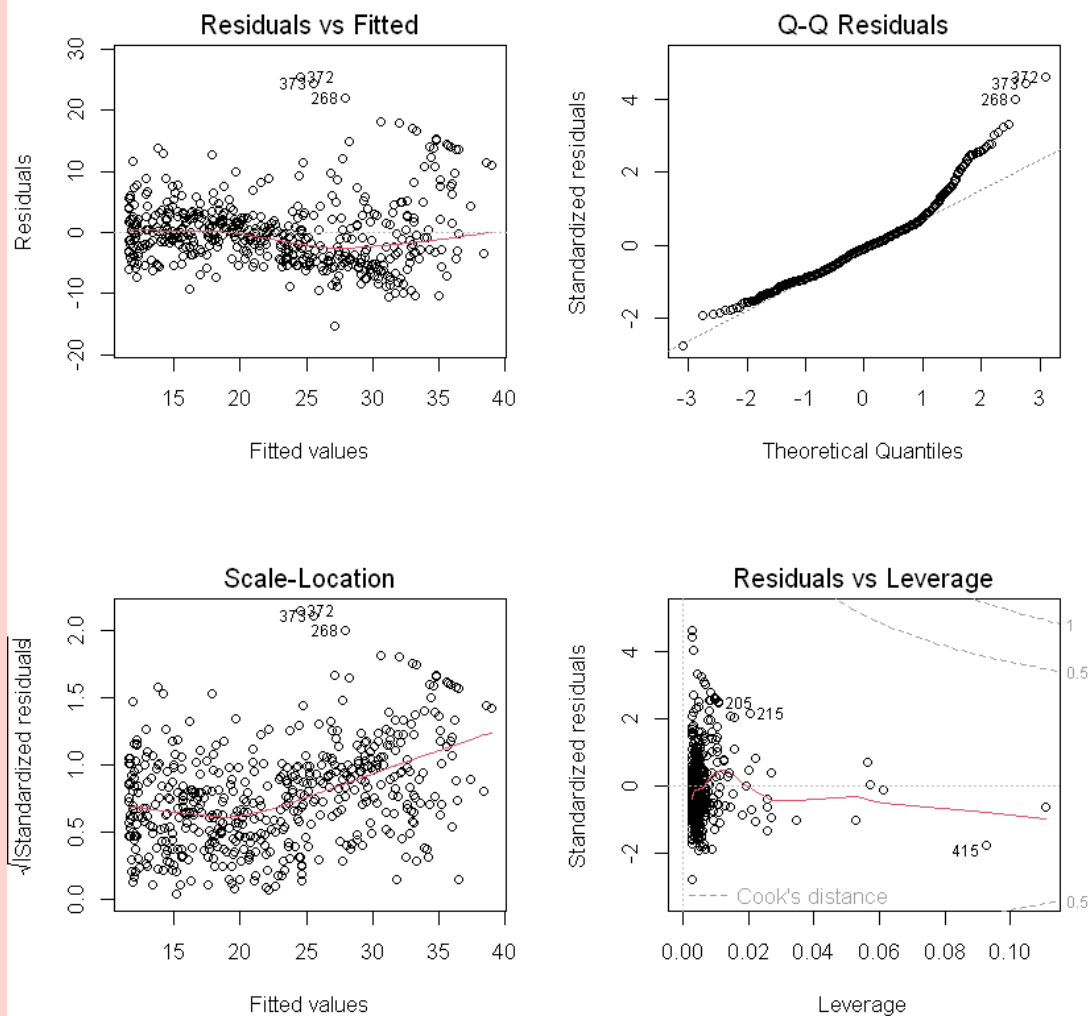 Residuals vs Fitted
30
20
10
0
-10
-20
Residuals
372
373
268
15 20 25 30 35 40
Fitted values
Q-Q Residuals
4
2
0
-2
Standardized residuals
372
373
268
-3 -2 -1 0 1 2 3
Theoretical Quantiles
Scale-Location
2.0
1.5
1.0
0.5
0.0
√|Standardized residuals|
372
373
268
15 20 25 30 35 40
Fitted values
Residuals vs Leverage
4
2
0
-2
Standardized residuals
1
0.5
205
215
415
Cook's distance
0.5
0.00 0.02 0.04 0.06 0.08 0.10
Leverage